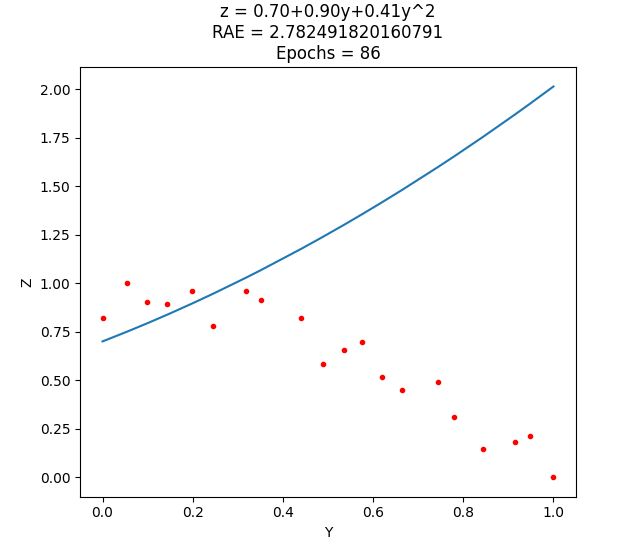 z = 0.70+0.90y+0.41y^2
RAE = 2.782491820160791
Epochs = 86
2.00
1.75
1.50
1.25
1.00
0.75
0.50
0.25
0.00
Z
0.0 0.2 0.4 0.6 0.8 1.0
Y